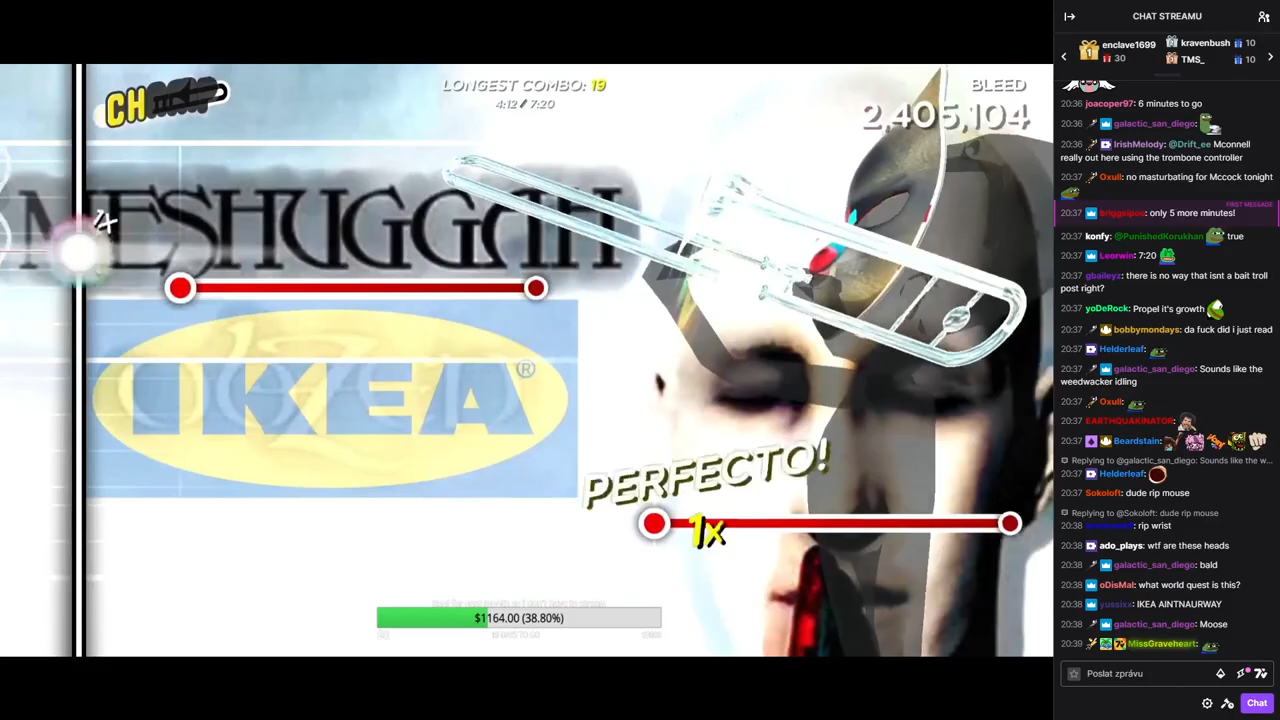 CH
LONGEST COMBO: 19
4:12 / 7:20
BLEED
2,405,104
MESHUGGAH
IKEA®
PERFECTO!
1x
$1164.00 (38.80%)
CHAT STREAMU
enclave1699
30
kravenbush 10
TMS_ 10
20:36 joacoper97: 6 minutes to go
20:36 galactic_san_diego:
20:36 IrishMelody: @Drift_ee Mconnell
really out here using the trombone controller
20:37 Oxull: no masturbating for Mccock tonight
FIRST MESSAGE
20:37 briggsipoo: only 5 more minutes!
konfy: @PunishedKorukhan true
20:37 Leorwin: 7:20
20:37 gbaileyz: there is no way that isnt a bait troll
post right?
20:37 yoDeRock: Propel it's growth
20:37 bobbymondays: da fuck did i just read
20:37 Helderleaf:
20:37 galactic_san_diego: Sounds like the
weedwacker idling
20:37 Oxull:
20:37 EARTHQUAKINATOR:
20:37 Beardstain:
Replying to @galactic_san_diego: Sounds like the w...
20:37 Helderleaf:
20:37 Sokoloft: dude rip mouse
Replying to @Sokoloft: dude rip mouse
20:38 : rip wrist
20:38 ado_plays: wtf are these heads
20:38 galactic_san_diego: bald
20:38 oDisMal: what world quest is this?
20:38 yussixx: IKEA AINTNAURWAY
20:38 galactic_san_diego: Moose
20:39 MissGraveheart:
Poslat zprávu
Chat